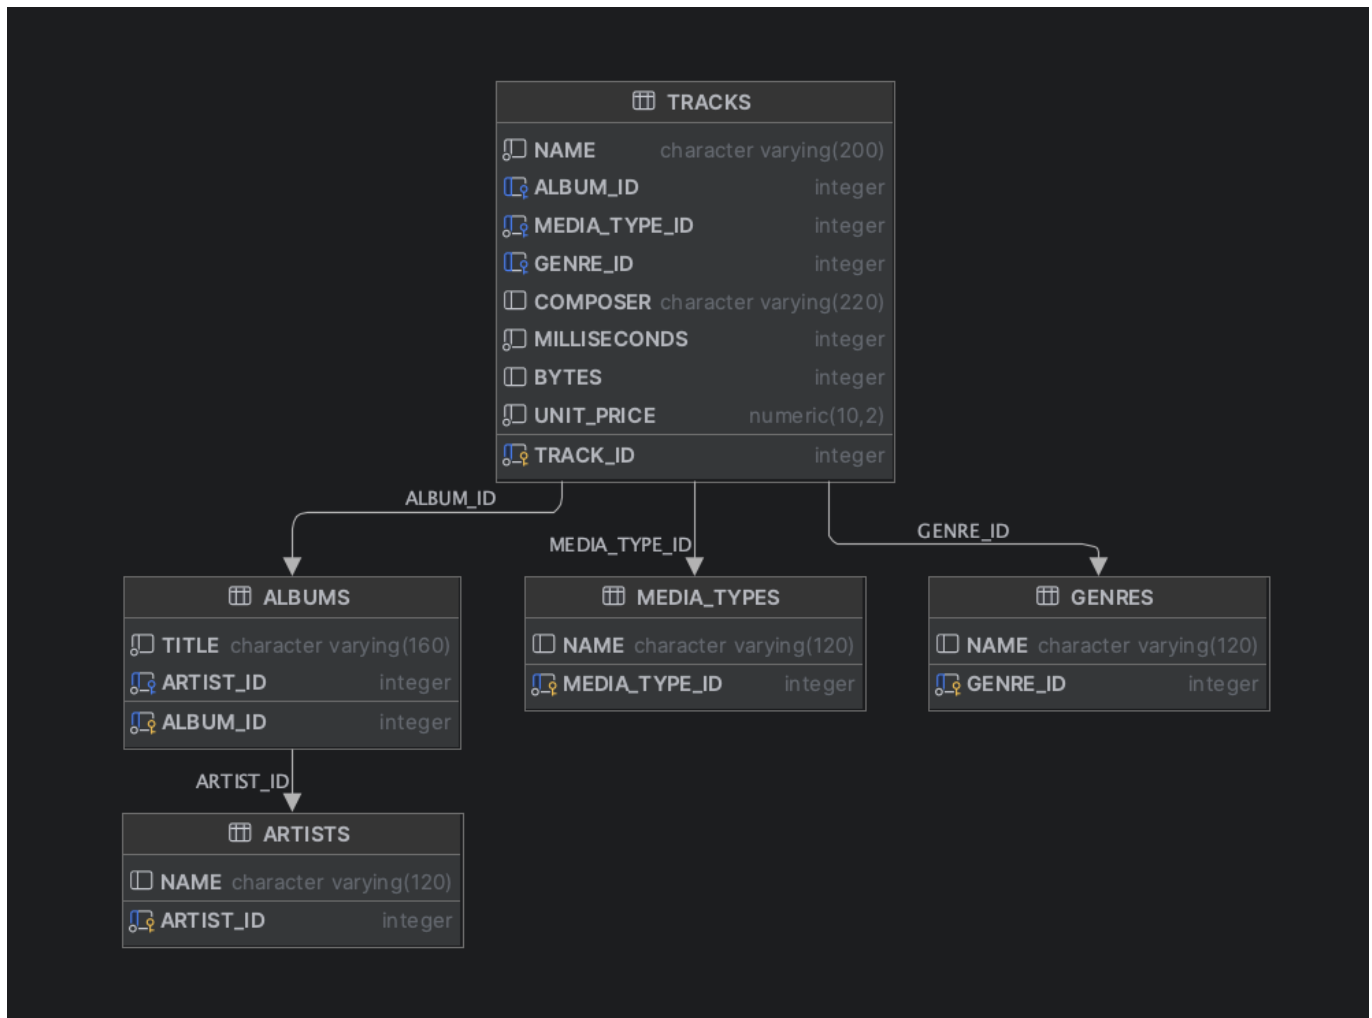 TRACKS
NAME character varying(200)
ALBUM_ID integer
MEDIA_TYPE_ID integer
GENRE_ID integer
COMPOSER character varying(220)
MILLISECONDS integer
BYTES integer
UNIT_PRICE numeric(10,2)
TRACK_ID integer
ALBUM_ID
MEDIA_TYPE_ID
GENRE_ID
ALBUMS
TITLE character varying(160)
ARTIST_ID integer
ALBUM_ID integer
MEDIA_TYPES
NAME character varying(120)
MEDIA_TYPE_ID integer
GENRES
NAME character varying(120)
GENRE_ID integer
ARTIST_ID
ARTISTS
NAME character varying(120)
ARTIST_ID integer